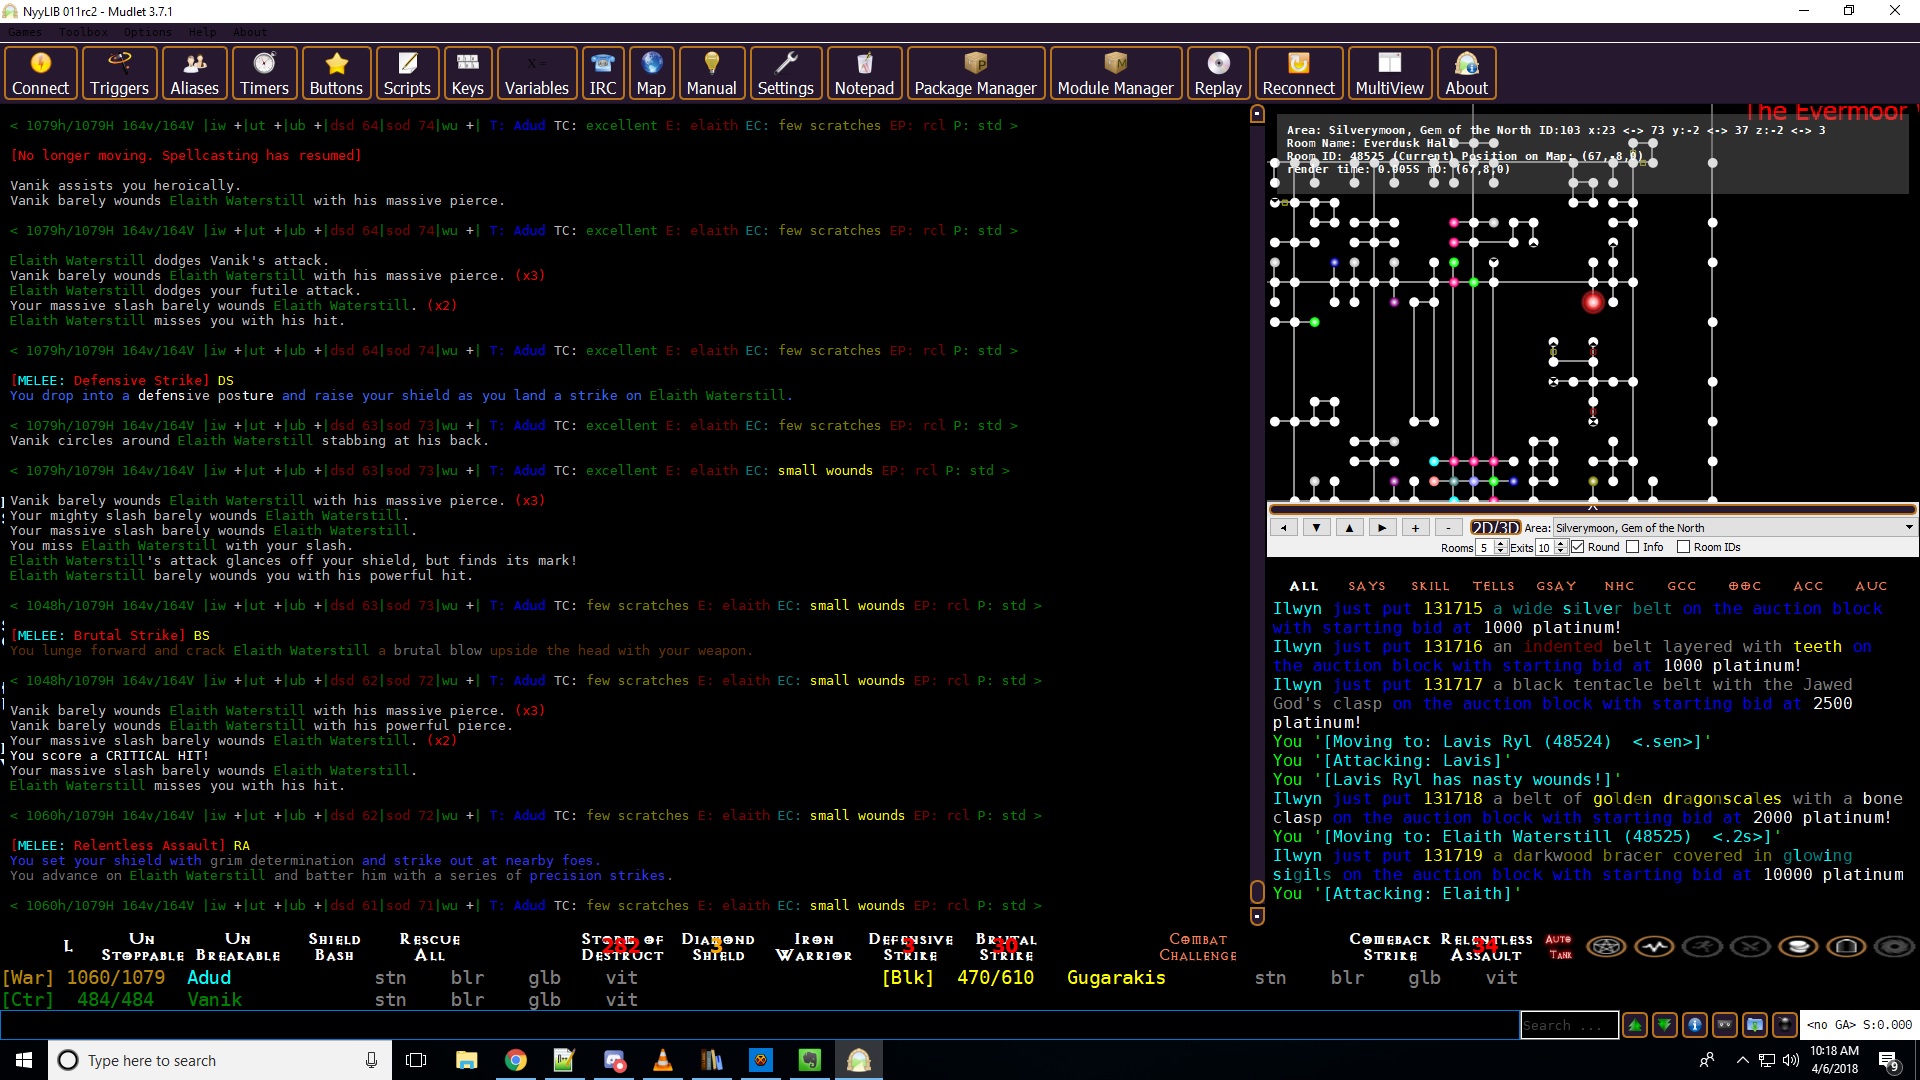 NyyLIB 011rc2 - Mudlet 3.7.1
Games Toolbox Options Help About
Connect Triggers Aliases Timers Buttons Scripts Keys Variables IRC Map Manual Settings Notepad Package Manager Module Manager Replay Reconnect MultiView About
< 1079h/1079H 164v/164V |iw +|ut +|ub +|dsd 64|sod 74|wu +| T: Adud TC: excellent E: elaith EC: few scratches EP: rcl P: std >
[No longer moving. Spellcasting has resumed]
Vanik assists you heroically.
Vanik barely wounds Elaith Waterstill with his massive pierce.
< 1079h/1079H 164v/164V |iw +|ut +|ub +|dsd 64|sod 74|wu +| T: Adud TC: excellent E: elaith EC: few scratches EP: rcl P: std >
Elaith Waterstill dodges Vanik's attack.
Vanik barely wounds Elaith Waterstill with his massive pierce. (x3)
Elaith Waterstill dodges your futile attack.
Your massive slash barely wounds Elaith Waterstill. (x2)
Elaith Waterstill misses you with his hit.
< 1079h/1079H 164v/164V |iw +|ut +|ub +|dsd 64|sod 74|wu +| T: Adud TC: excellent E: elaith EC: few scratches EP: rcl P: std >
[MELEE: Defensive Strike] DS
You drop into a defensive posture and raise your shield as you land a strike on Elaith Waterstill.
< 1079h/1079H 164v/164V |iw +|ut +|ub +|dsd 63|sod 73|wu +| T: Adud TC: excellent E: elaith EC: few scratches EP: rcl P: std >
Vanik circles around Elaith Waterstill stabbing at his back.
< 1079h/1079H 164v/164V |iw +|ut +|ub +|dsd 63|sod 73|wu +| T: Adud TC: excellent E: elaith EC: small wounds EP: rcl P: std >
Vanik barely wounds Elaith Waterstill with his massive pierce. (x3)
Your mighty slash barely wounds Elaith Waterstill.
Your massive slash barely wounds Elaith Waterstill.
You miss Elaith Waterstill with your slash.
Elaith Waterstill's attack glances off your shield, but finds its mark!
Elaith Waterstill barely wounds you with his powerful hit.
< 1048h/1079H 164v/164V |iw +|ut +|ub +|dsd 63|sod 73|wu +| T: Adud TC: few scratches E: elaith EC: small wounds EP: rcl P: std >
[MELEE: Brutal Strike] BS
You lunge forward and crack Elaith Waterstill a brutal blow upside the head with your weapon.
< 1048h/1079H 164v/164V |iw +|ut +|ub +|dsd 62|sod 72|wu +| T: Adud TC: few scratches E: elaith EC: small wounds EP: rcl P: std >
Vanik barely wounds Elaith Waterstill with his massive pierce. (x3)
Vanik barely wounds Elaith Waterstill with his powerful pierce.
Your massive slash barely wounds Elaith Waterstill. (x2)
You score a CRITICAL HIT!
Your massive slash barely wounds Elaith Waterstill.
Elaith Waterstill misses you with his hit.
< 1060h/1079H 164v/164V |iw +|ut +|ub +|dsd 62|sod 72|wu +| T: Adud TC: few scratches E: elaith EC: small wounds EP: rcl P: std >
[MELEE: Relentless Assault] RA
You set your shield with grim determination and strike out at nearby foes.
You advance on Elaith Waterstill and batter him with a series of precision strikes.
< 1060h/1079H 164v/164V |iw +|ut +|ub +|dsd 61|sod 71|wu +| T: Adud TC: few scratches E: elaith EC: small wounds EP: rcl P: std >
The Evermoor
Area: Silverymoon, Gem of the North ID:103 x:23 <-> 73 y:-2 <-> 37 z:-2 <-> 3
Room Name: Everdusk Hall
Room ID: 48525 (Current) Position on Map: (67,-8,0)
render time: 0.005S mO: (67,8,0)
+ - 2D/3D Area: Silverymoon, Gem of the North
Rooms 5 Exits 10 Round Info Room IDs
ALL SAYS SKILL TELLS GSAY NHC GCC OOC ACC AUC
Ilwyn just put 131715 a wide silver belt on the auction block
with starting bid at 1000 platinum!
Ilwyn just put 131716 an indented belt layered with teeth on
the auction block with starting bid at 1000 platinum!
Ilwyn just put 131717 a black tentacle belt with the Jawed
God's clasp on the auction block with starting bid at 2500
platinum!
You '[Moving to: Lavis Ryl (48524)  <.sen>]'
You '[Attacking: Lavis]'
You '[Lavis Ryl has nasty wounds!]'
Ilwyn just put 131718 a belt of golden dragonscales with a bone
clasp on the auction block with starting bid at 2000 platinum!
You '[Moving to: Elaith Waterstill (48525)  <.2s>]'
Ilwyn just put 131719 a darkwood bracer covered in glowing
sigils on the auction block with starting bid at 10000 platinum
You '[Attacking: Elaith]'
L
Un Stoppable
Un Breakable
Shield Bash
Rescue All
Storm of Destruct 282
Diamond Shield 3
Iron Warrior
Defensive Strike 3
Brutal Strike 30
Combat Challenge
Comeback Strike
Relentless Assault 34
Auto Tank
[War] 1060/1079 Adud stn blr glb vit [Blk] 470/610 Gugarakis stn blr glb vit
[Ctr] 484/484 Vanik stn blr glb vit
Search ... <no GA> S:0.000
Type here to search
10:18 AM
4/6/2018
9